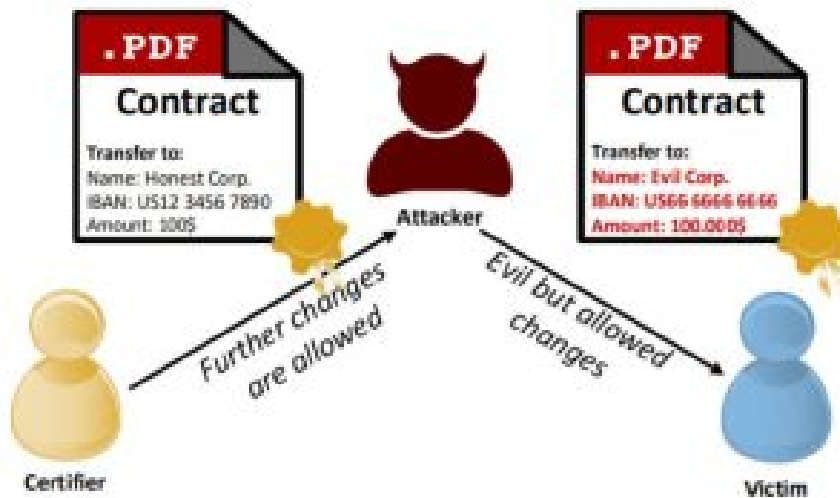 .PDF
Contract
Transfer to:
Name: Honest Corp.
IBAN: US12 3456 7890
Amount: 100$
Attacker
.PDF
Contract
Transfer to:
Name: Evil Corp.
IBAN: US66 6666 6666
Amount: 100.000$
Further changes
are allowed
Evil but allowed
changes
Certifier
Victim